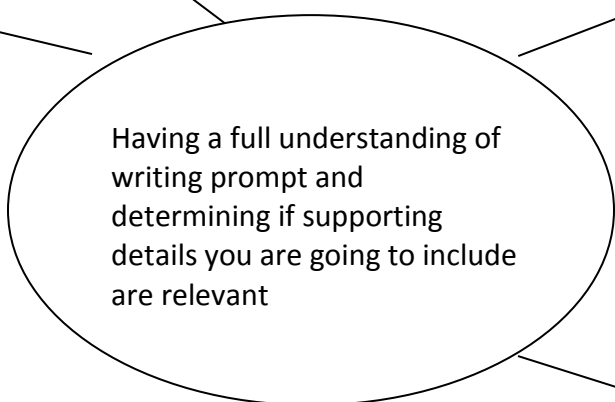 Having a full understanding of
writing prompt and
determining if supporting
details you are going to include
are relevant